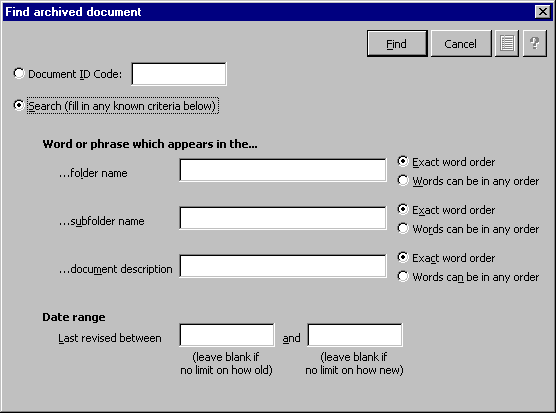 Find archived document
Find Cancel ?
Document ID Code:
Search (fill in any known criteria below)
Word or phrase which appears in the...
...folder name
Exact word order
Words can be in any order
...subfolder name
Exact word order
Words can be in any order
...document description
Exact word order
Words can be in any order
Date range
Last revised between and
(leave blank if (leave blank if
no limit on how old) no limit on how new)